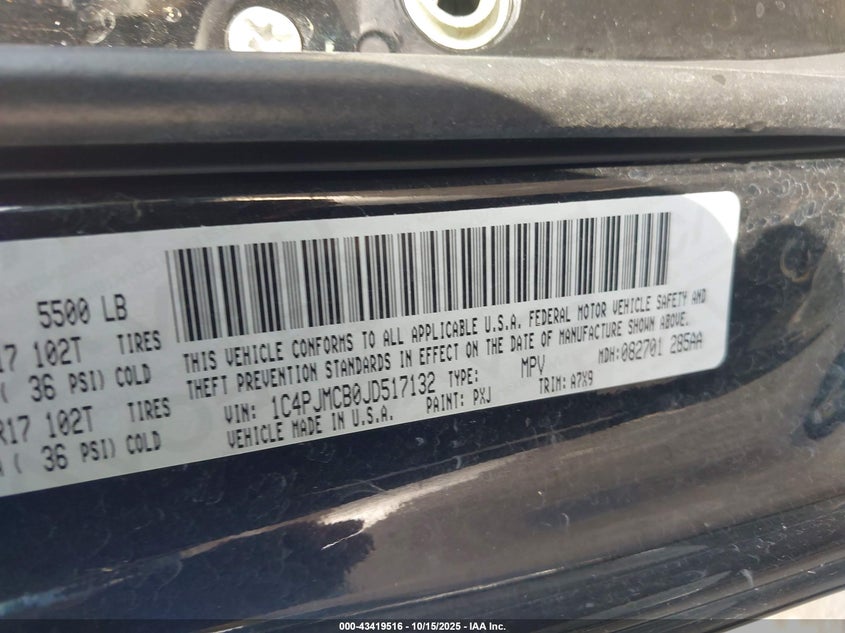 5500 LB
R17 102T TIRES
( 36 PSI) COLD
R17 102T TIRES
( 36 PSI) COLD
THIS VEHICLE CONFORMS TO ALL APPLICABLE U.S.A. FEDERAL MOTOR VEHICLE SAFETY AND
THEFT PREVENTION STANDARDS IN EFFECT ON THE DATE OF MANUFACTURE SHOWN ABOVE.
VIN: 1C4PJMCB0JD517132 TYPE: MPV MDH:082701 285AA
VEHICLE MADE IN U.S.A. PAINT: PXJ TRIM: A7X9
000-43419516 - 10/15/2025 - IAA Inc.